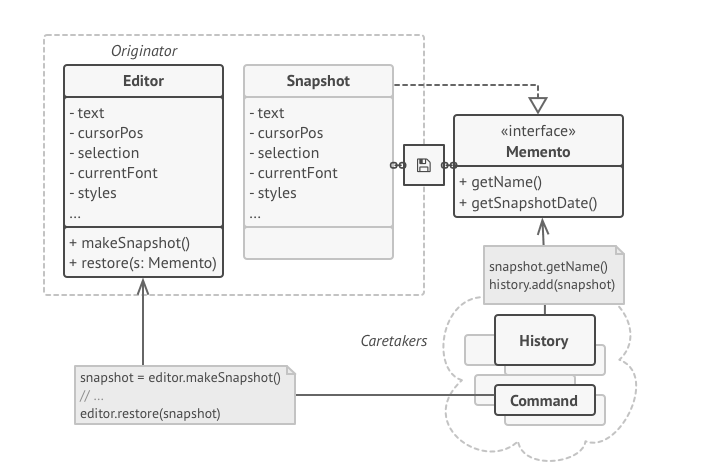 Originator
Editor
- text
- cursorPos
- selection
- currentFont
- styles
...
+ makeSnapshot()
+ restore(s: Memento)
Snapshot
- text
- cursorPos
- selection
- currentFont
- styles
...
«interface»
Memento
+ getName()
+ getSnapshotDate()
snapshot.getName()
history.add(snapshot)
Caretakers
History
Command
snapshot = editor.makeSnapshot()
// ...
editor.restore(snapshot)